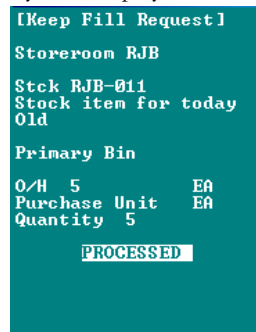 [Keep Fill Request]
Storeroom RJB
Stck RJB-011
Stock item for today
Old
Primary Bin
O/H 5 EA
Purchase Unit EA
Quantity 5
PROCESSED